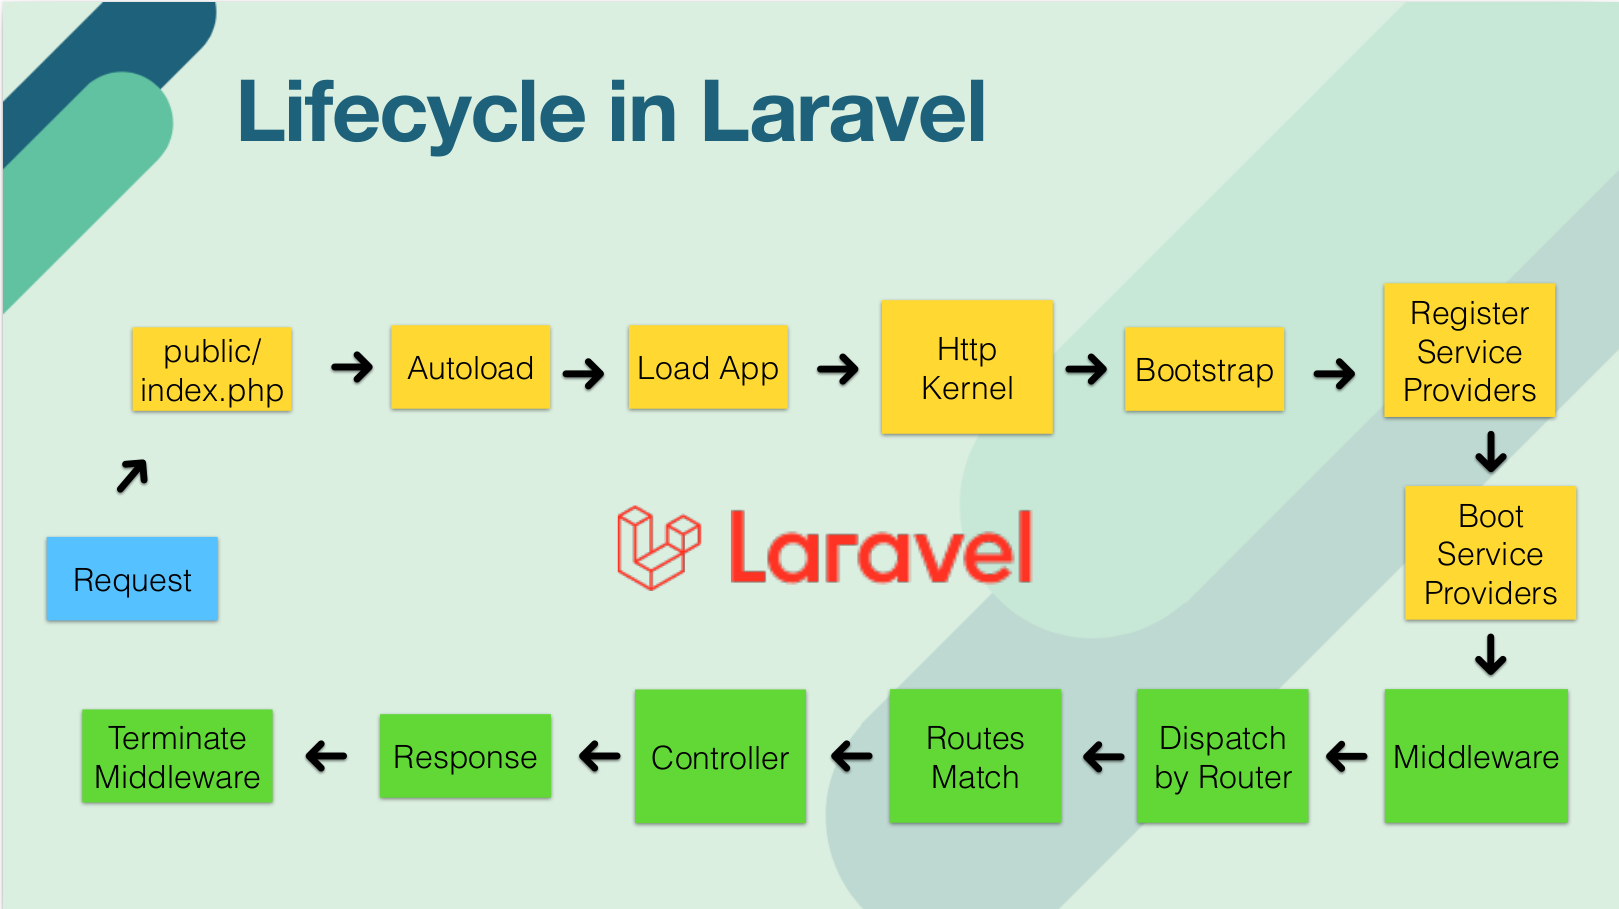 Lifecycle in Laravel
public/
index.php
Autoload
Load App
Http
Kernel
Bootstrap
Register
Service
Providers
Boot
Service
Providers
Request
Laravel
Terminate
Middleware
Response
Controller
Routes
Match
Dispatch
by Router
Middleware